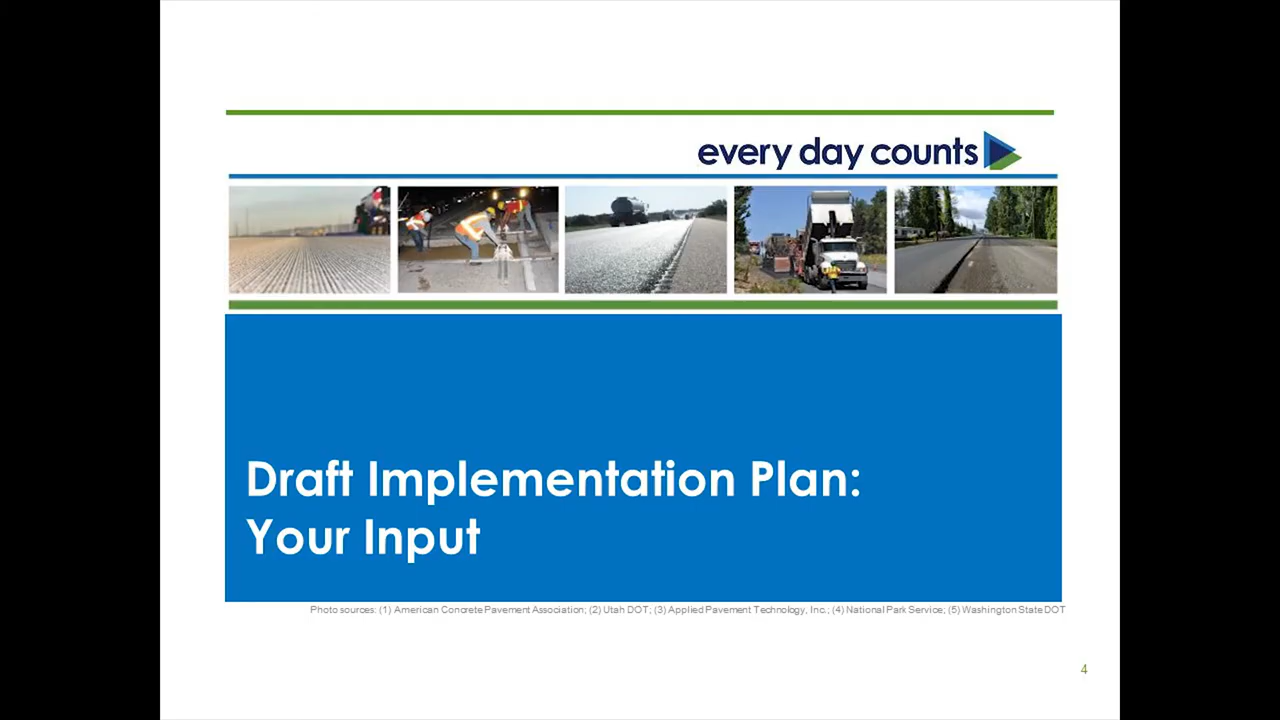 every day counts
Draft Implementation Plan:
Your Input
Photo sources: (1) American Concrete Pavement Association; (2) Utah DOT; (3) Applied Pavement Technology, Inc.; (4) National Park Service; (5) Washington State DOT
4